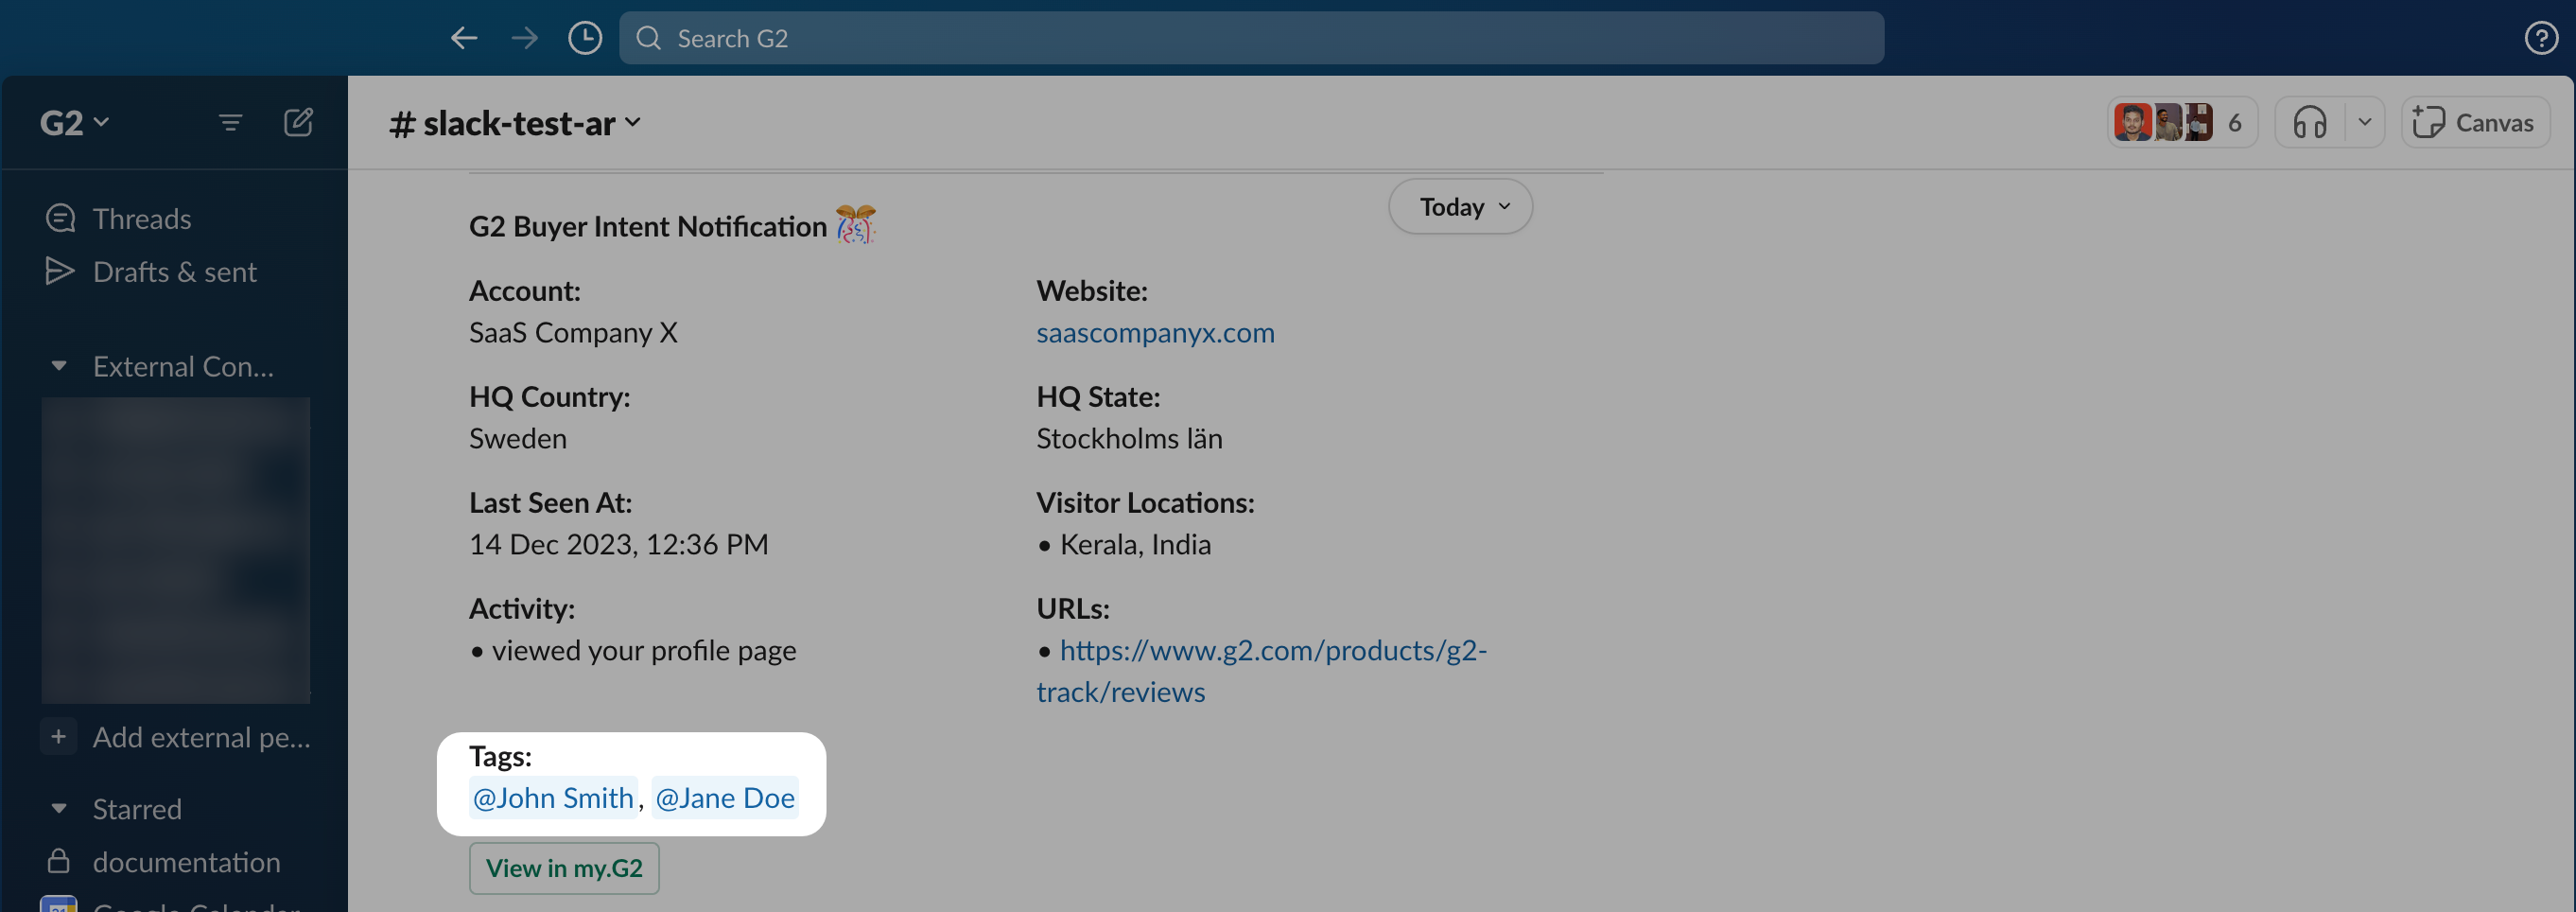 Search G2
G2
# slack-test-ar
6
Canvas
Threads
Drafts & sent
External Con...
Add external pe...
Starred
documentation
Google Calendar
Today
G2 Buyer Intent Notification
Account:
SaaS Company X
Website:
saascompanyx.com
HQ Country:
Sweden
HQ State:
Stockholms län
Last Seen At:
14 Dec 2023, 12:36 PM
Visitor Locations:
• Kerala, India
Activity:
• viewed your profile page
URLs:
• https://www.g2.com/products/g2-
track/reviews
Tags:
@John Smith, @Jane Doe
View in my.G2